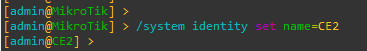 [admin@MikroTik] >
[admin@MikroTik] > /system identity set name=CE2
[admin@CE2] >